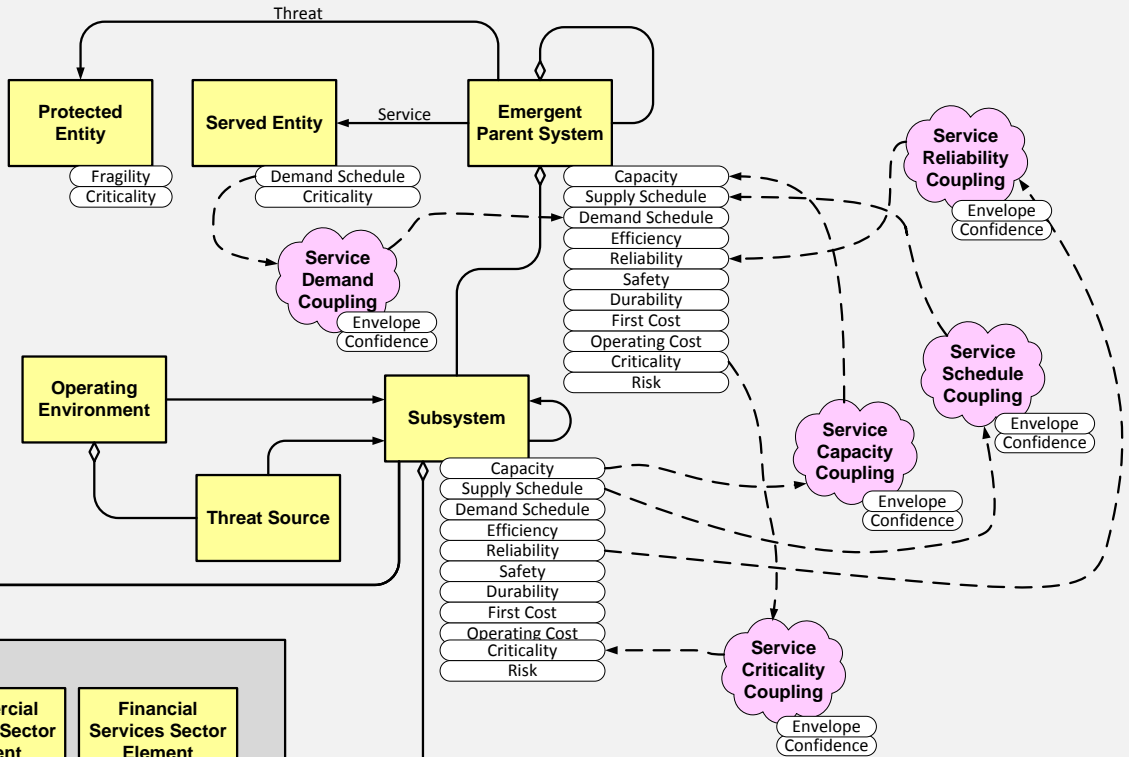 Threat
Protected
Entity
Fragility
Criticality
Served Entity
Service
Demand Schedule
Criticality
Emergent
Parent System
Capacity
Supply Schedule
Demand Schedule
Efficiency
Reliability
Safety
Durability
First Cost
Operating Cost
Criticality
Risk
Service
Reliability
Coupling
Envelope
Confidence
Service
Demand
Coupling
Envelope
Confidence
Service
Schedule
Coupling
Envelope
Confidence
Operating
Environment
Subsystem
Service
Capacity
Coupling
Envelope
Confidence
Threat Source
Capacity
Supply Schedule
Demand Schedule
Efficiency
Reliability
Safety
Durability
First Cost
Operating Cost
Criticality
Risk
Service
Criticality
Coupling
Envelope
Confidence
rcial
Sector
ent
Financial
Services Sector
Element